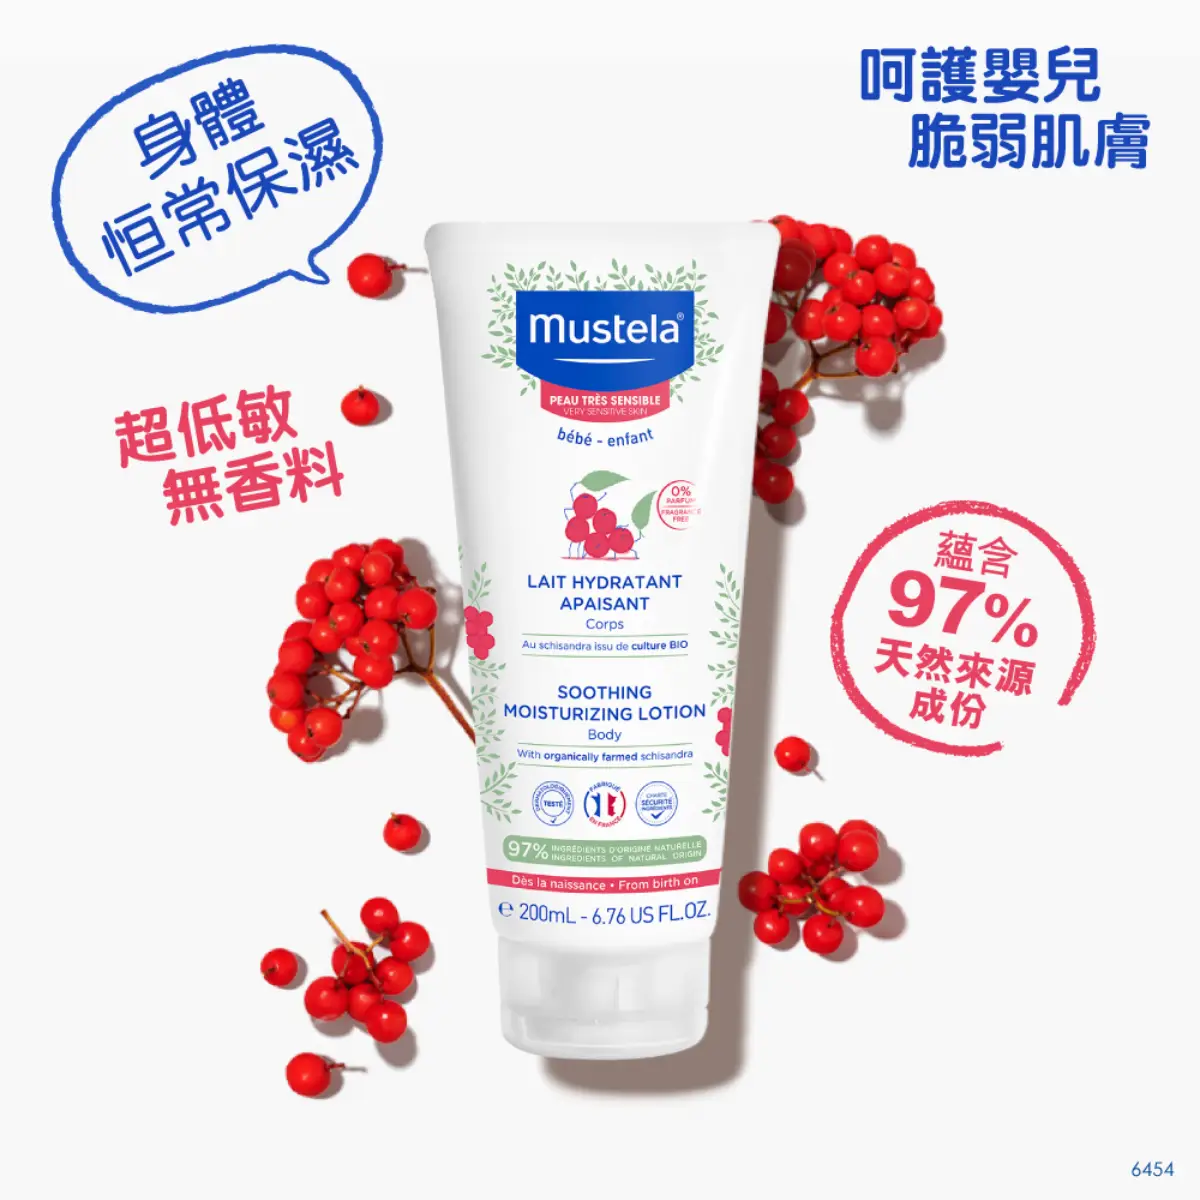 身體
恒常保濕
呵護嬰兒
脆弱肌膚
超低敏
無香料
蘊含
97%
天然來源
成份
mustela®
PEAU TRÈS SENSIBLE
VERY SENSITIVE SKIN
bébé - enfant
0%
PARFUM
FRAGRANCE
FREE
LAIT HYDRATANT
APAISANT
Corps
Au schisandra issu de culture BIO
SOOTHING
MOISTURIZING LOTION
Body
With organically farmed schisandra
DERMATOLOGIQUEMENT
TESTÉ
FABRIQUÉ
EN FRANCE
CHARTE
SÉCURITÉ
INGRÉDIENTS
97% INGRÉDIENTS D'ORIGINE NATURELLE
INGREDIENTS OF NATURAL ORIGIN
Dès la naissance • From birth on
℮ 200mL - 6.76 US FL.OZ.
6454